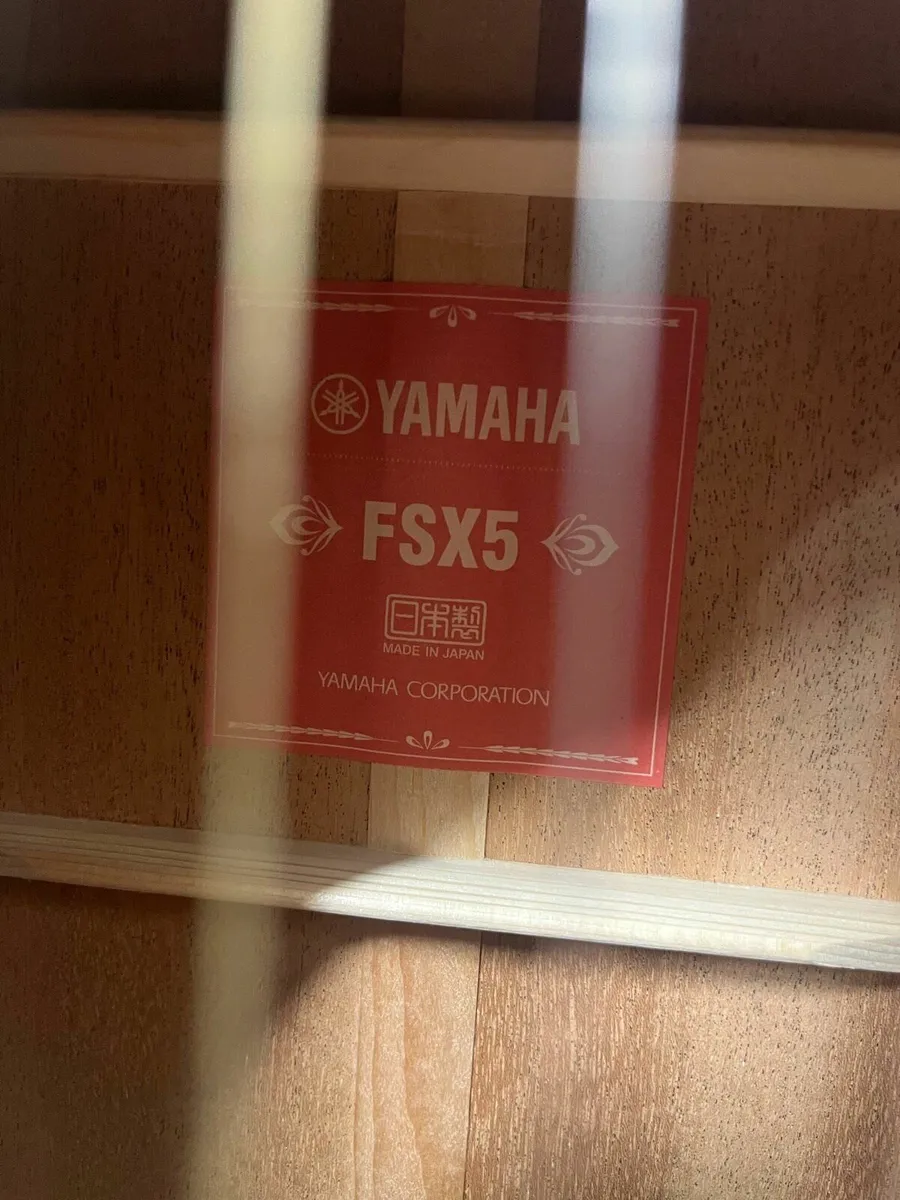 YAMAHA
FSX5
日本製
MADE IN JAPAN
YAMAHA CORPORATION